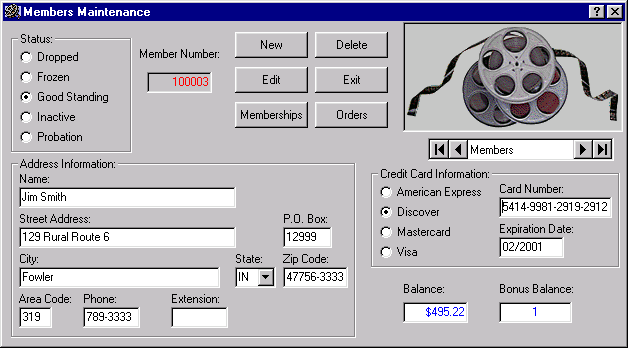 Members Maintenance
Status:
Dropped
Frozen
Good Standing
Inactive
Probation
Member Number:
100003
New
Delete
Edit
Exit
Memberships
Orders
Members
Address Information:
Name:
Jim Smith
Street Address:
P.O. Box:
129 Rural Route 6
12999
City:
State:
Zip Code:
Fowler
IN
47756-3333
Area Code:
Phone:
Extension:
319
789-3333
Credit Card Information:
American Express
Discover
Mastercard
Visa
Card Number:
5414-9981-2919-2912
Expiration Date:
02/2001
Balance:
Bonus Balance:
$495.22
1